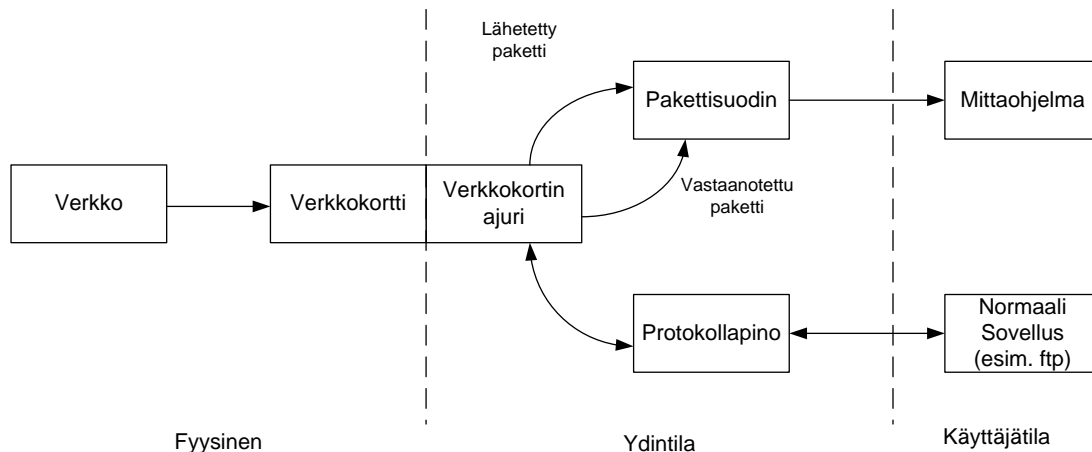 Lähetetty
paketti
Pakettisuodin
Mittaohjelma
Verkko
Verkkokortti
Verkkokortin
ajuri
Vastaanotettu
paketti
Protokollapino
Normaali
Sovellus
(esim. ftp)
Fyysinen
Ydintila
Käyttäjätila